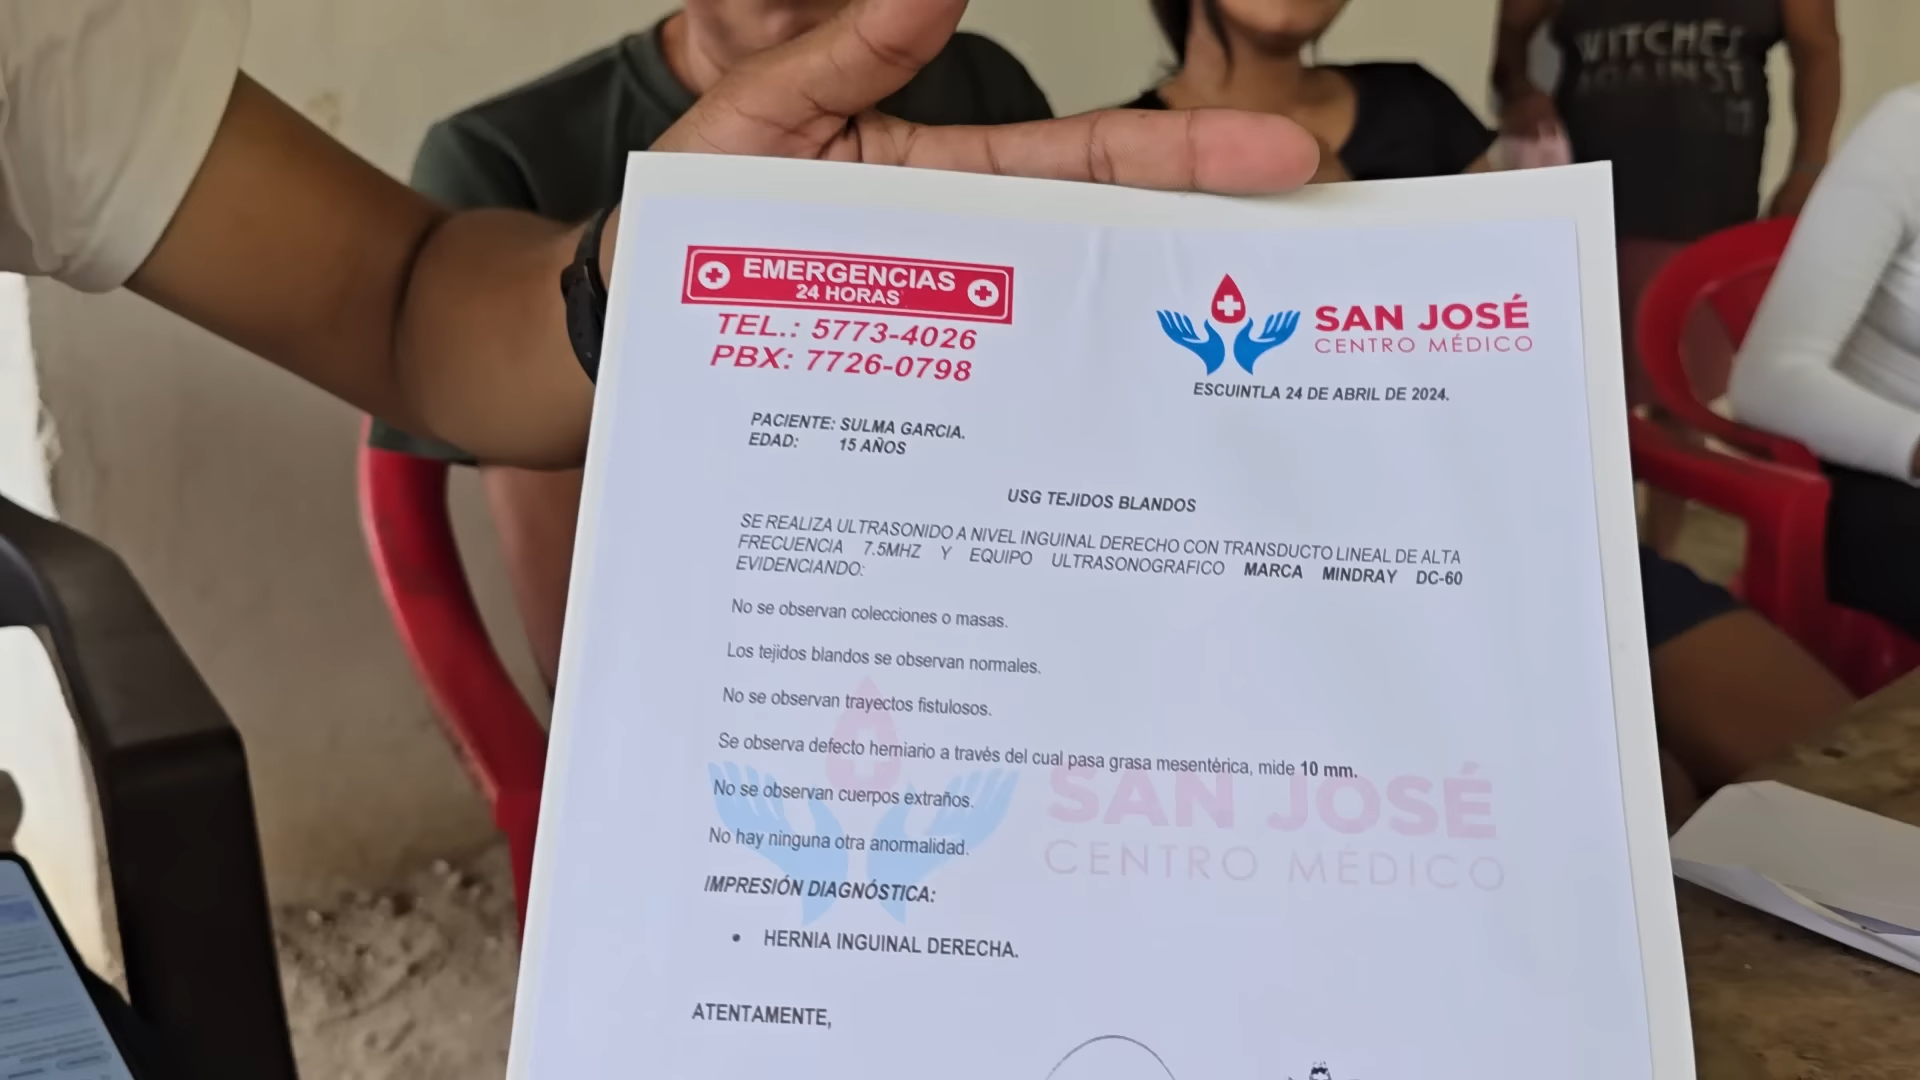 WITCHES
AGAINST
EMERGENCIAS
24 HORAS
TEL.: 5773-4026
PBX: 7726-0798
SAN JOSÉ
CENTRO MÉDICO
ESCUINTLA 24 DE ABRIL DE 2024.
PACIENTE: SULMA GARCIA.
EDAD: 15 AÑOS
USG TEJIDOS BLANDOS
SE REALIZA ULTRASONIDO A NIVEL INGUINAL DERECHO CON TRANSDUCTO LINEAL DE ALTA
FRECUENCIA 7.5MHZ Y EQUIPO ULTRASONOGRAFICO MARCA MINDRAY DC-60
EVIDENCIANDO:
No se observan colecciones o masas.
Los tejidos blandos se observan normales.
No se observan trayectos fistulosos.
Se observa defecto herniario a través del cual pasa grasa mesentérica, mide 10 mm.
No se observan cuerpos extraños.
No hay ninguna otra anormalidad.
SAN JOSÉ
CENTRO MÉDICO
IMPRESIÓN DIAGNÓSTICA:
• HERNIA INGUINAL DERECHA.
ATENTAMENTE,